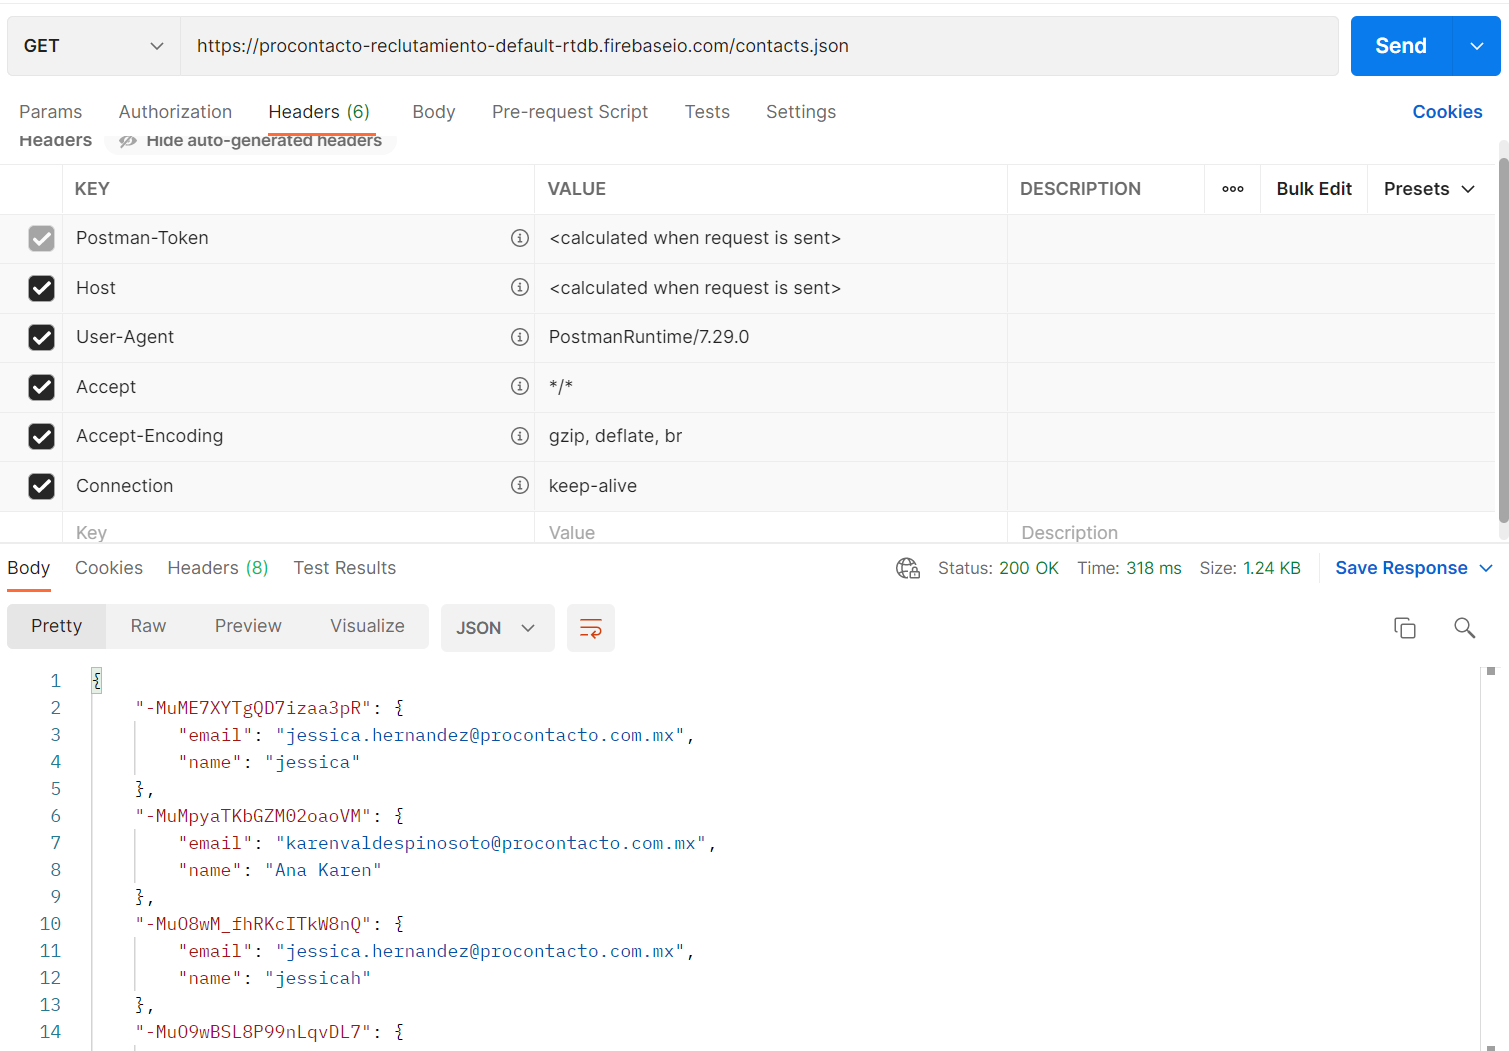 GET https://procontacto-reclutamiento-default-rtdb.firebaseio.com/contacts.json Send
Params Authorization Headers (6) Body Pre-request Script Tests Settings Cookies
Headers Hide auto-generated headers
KEY VALUE DESCRIPTION ooo Bulk Edit Presets
Postman-Token <calculated when request is sent>
Host <calculated when request is sent>
User-Agent PostmanRuntime/7.29.0
Accept */*
Accept-Encoding gzip, deflate, br
Connection keep-alive
Key Value Description
Body Cookies Headers (8) Test Results Status: 200 OK Time: 318 ms Size: 1.24 KB Save Response
Pretty Raw Preview Visualize JSON
1 {
2 "-MuME7XYTgQD7izaa3pR": {
3 "email": "jessica.hernandez@procontacto.com.mx",
4 "name": "jessica"
5 },
6 "-MuMpyaTKbGZM02oaoVM": {
7 "email": "karenvaldespinosoto@procontacto.com.mx",
8 "name": "Ana Karen"
9 },
10 "-MuO8wM_fhRKcITkW8nQ": {
11 "email": "jessica.hernandez@procontacto.com.mx",
12 "name": "jessicah"
13 },
14 "-MuO9wBSL8P99nLqvDL7": {